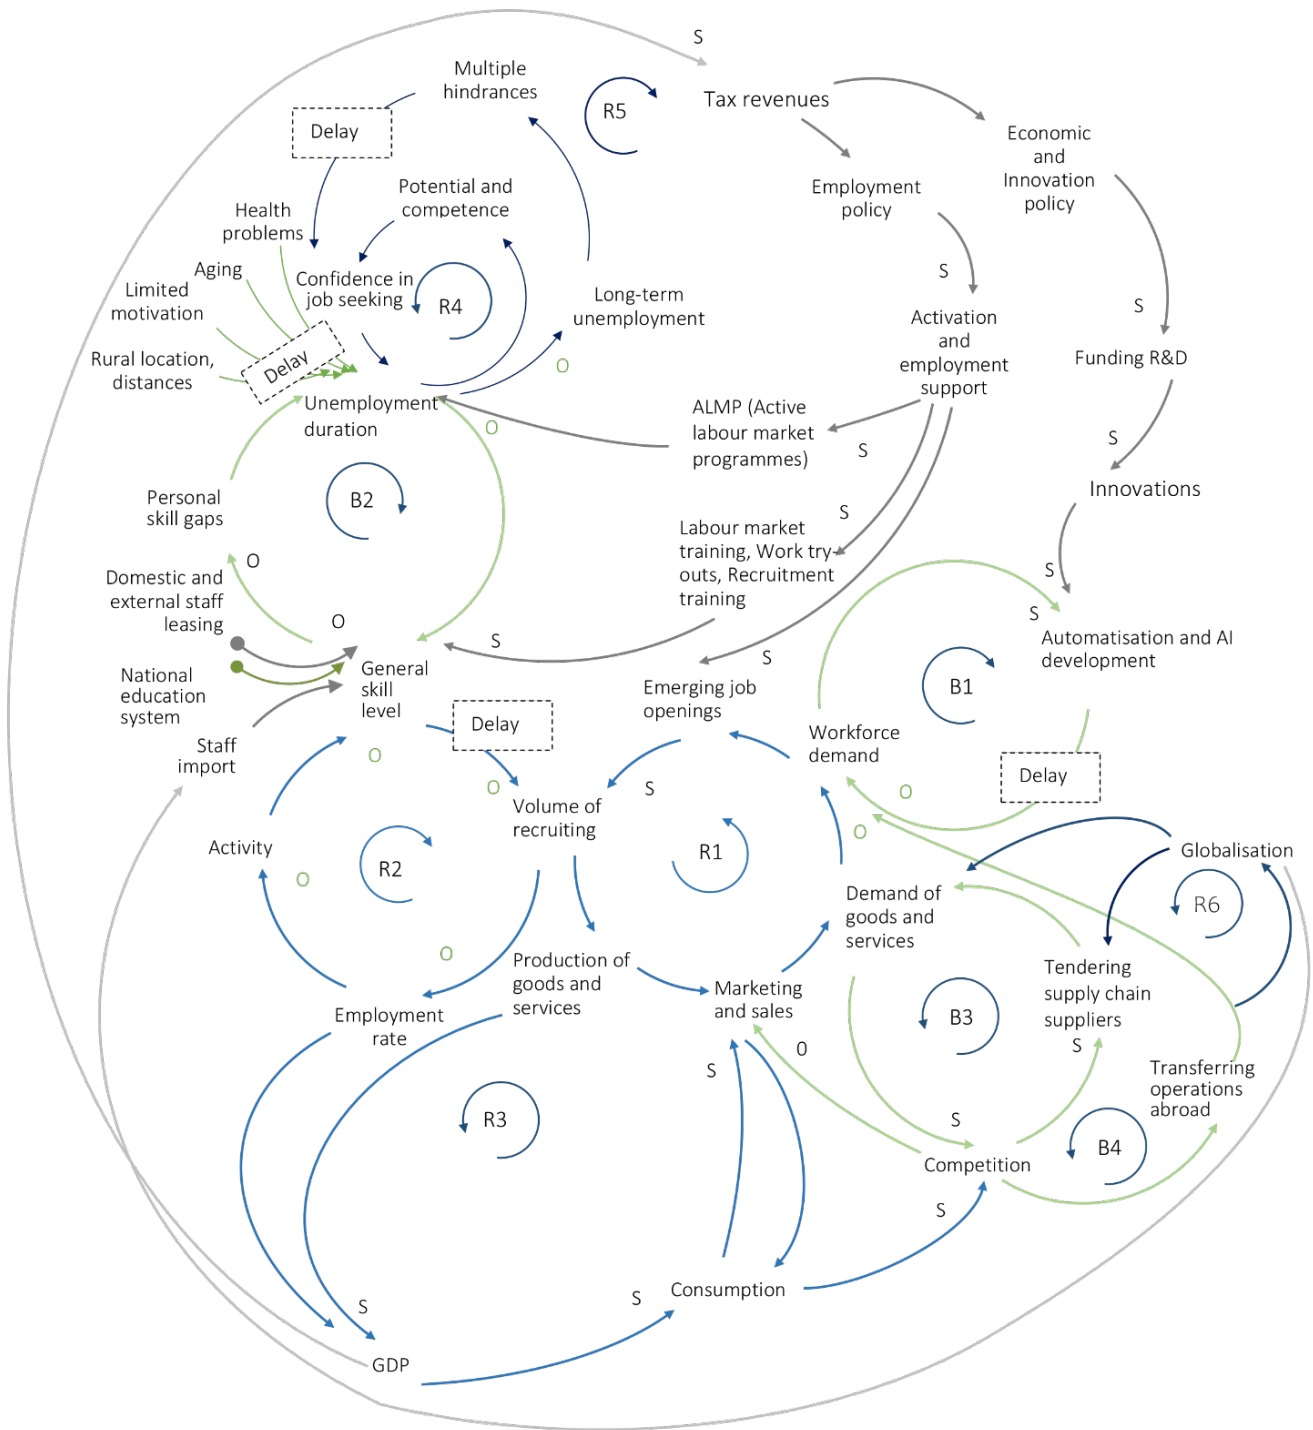 S
Multiple
hindrances
R5
Tax revenues
Delay
Economic
and
Innovation
policy
Employment
policy
Potential and
competence
Health
problems
Aging
Limited
motivation
Confidence in
job seeking
R4
S
Long-term
unemployment
S
Activation
and
employment
support
Funding R&D
Rural location,
distances
Delay
O
Unemployment
duration
O
ALMP (Active
labour market
programmes)
S
S
Innovations
Personal
skill gaps
B2
S
Labour market
training, Work try-
outs, Recruitment
training
O
S
Domestic and
external staff
leasing
O
S
S
Automatisation and AI
development
National
education
system
General
skill
level
S
Emerging job
openings
B1
Staff
import
Delay
Workforce
demand
O
O
S
Delay
O
Volume of
recruiting
O
Activity
R2
R1
Globalisation
O
Demand of
goods and
services
R6
O
Production of
goods and
services
Marketing
and sales
Tendering
supply chain
suppliers
Employment
rate
B3
O
S
S
Transferring
operations
abroad
R3
S
B4
Competition
S
Consumption
S
S
GDP